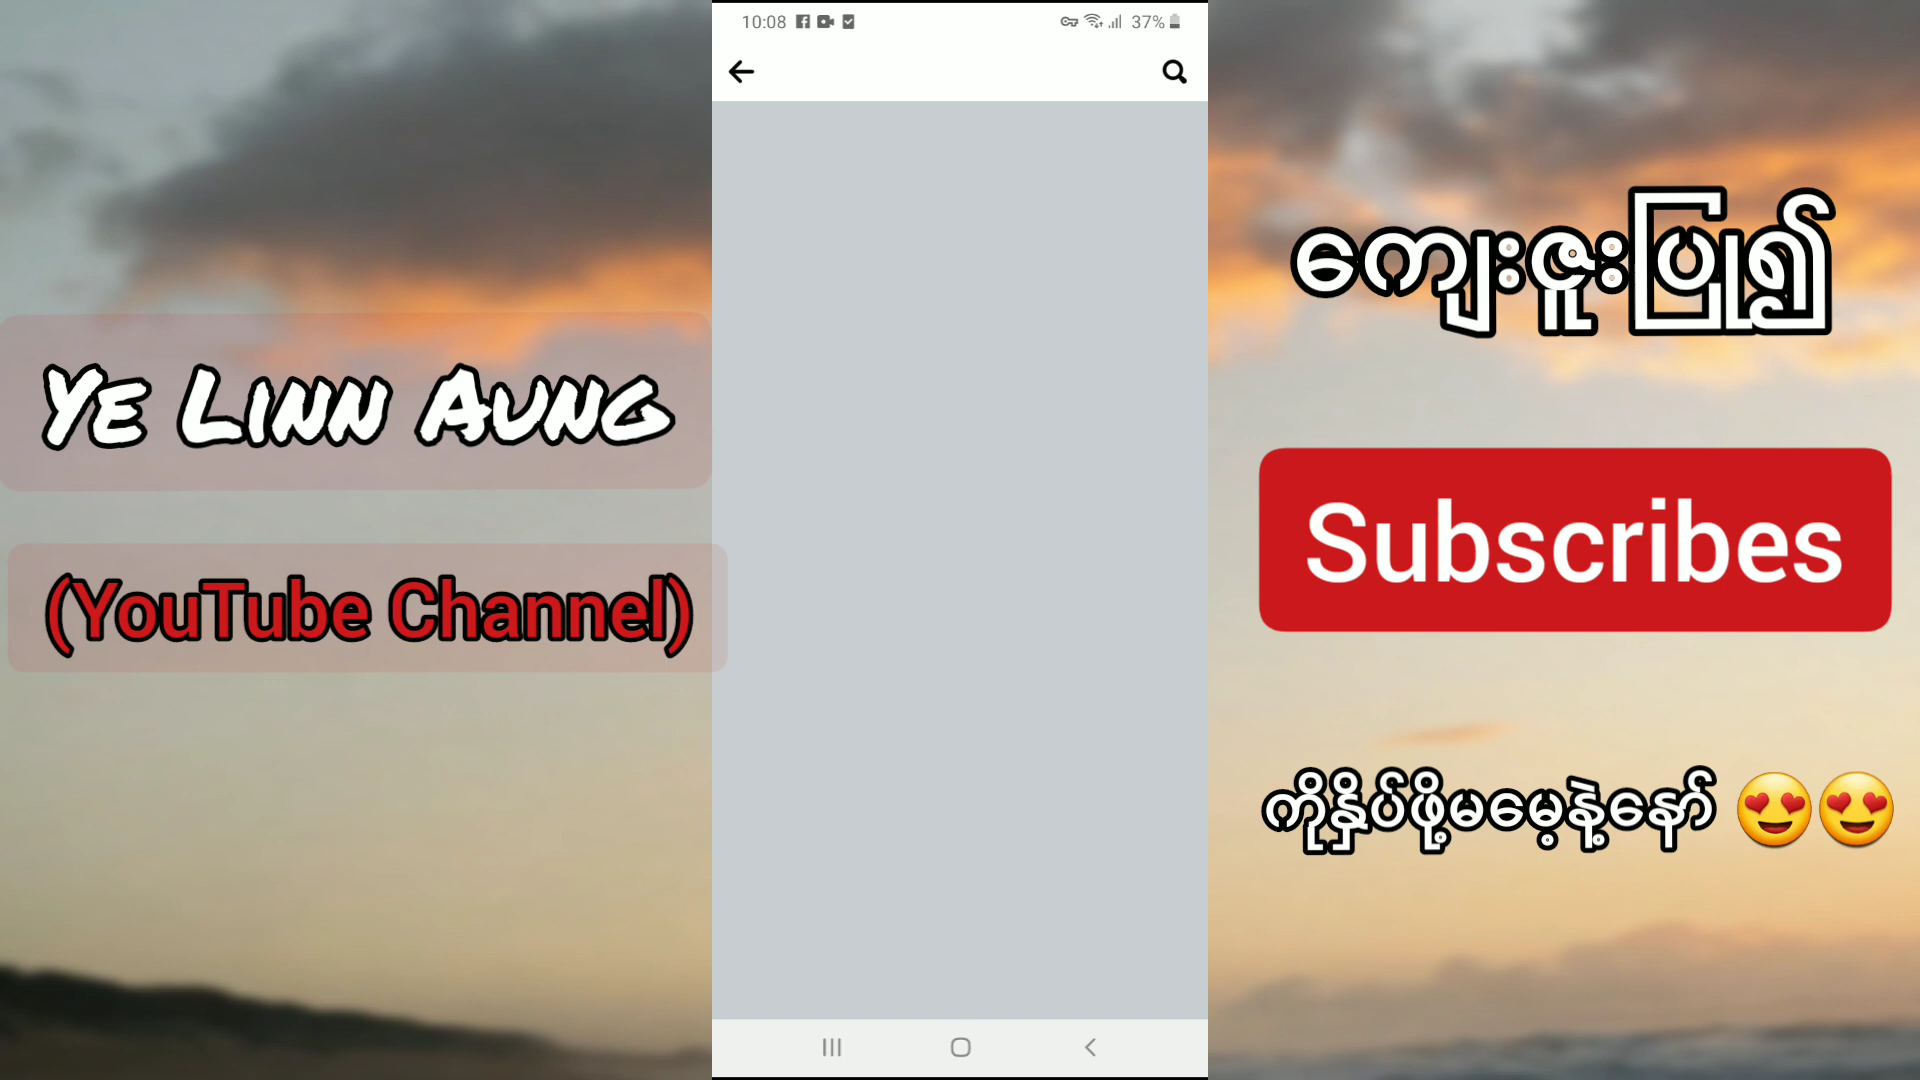 10:08
37%
Ye Linn Aung
(YouTube Channel)
ကျေးဇူးပြု၍
Subscribes
ကိုနှိပ်ဖို့မမေ့နဲ့နော် 😍😍